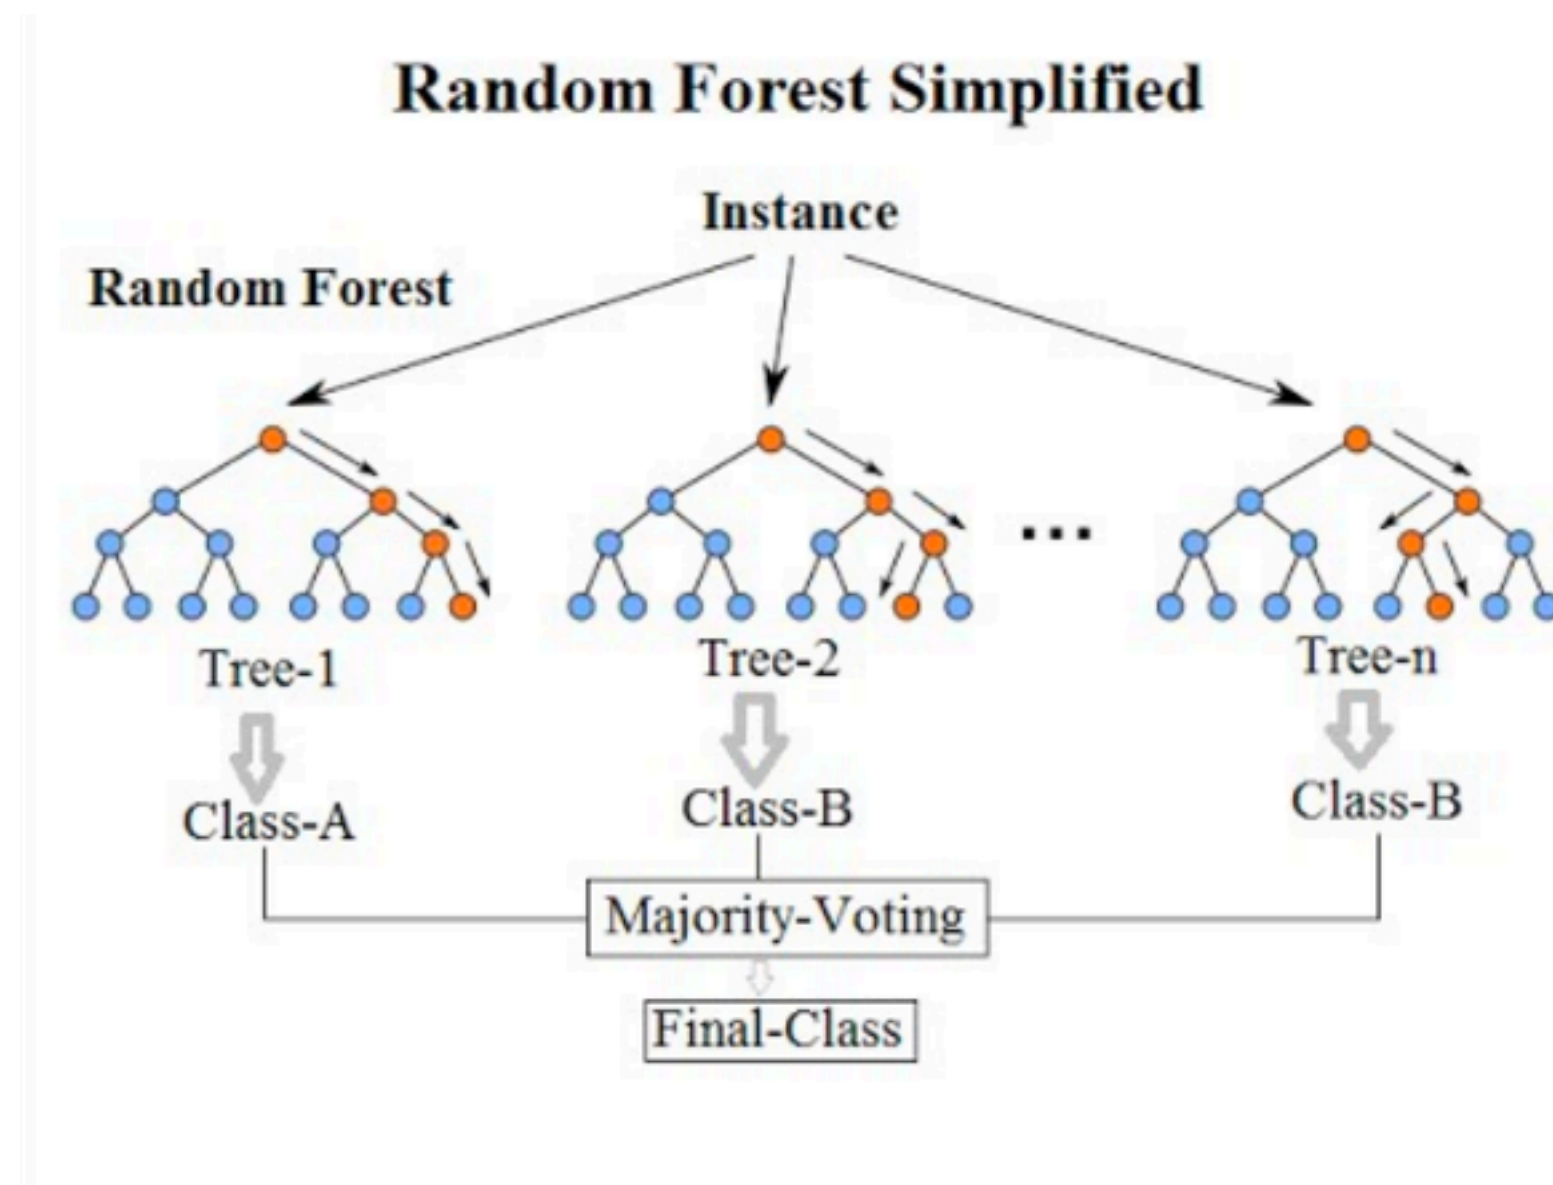 Random Forest Simplified
Instance
Random Forest
...
Tree-1
Tree-2
Tree-n
Class-A
Class-B
Class-B
Majority-Voting
Final-Class